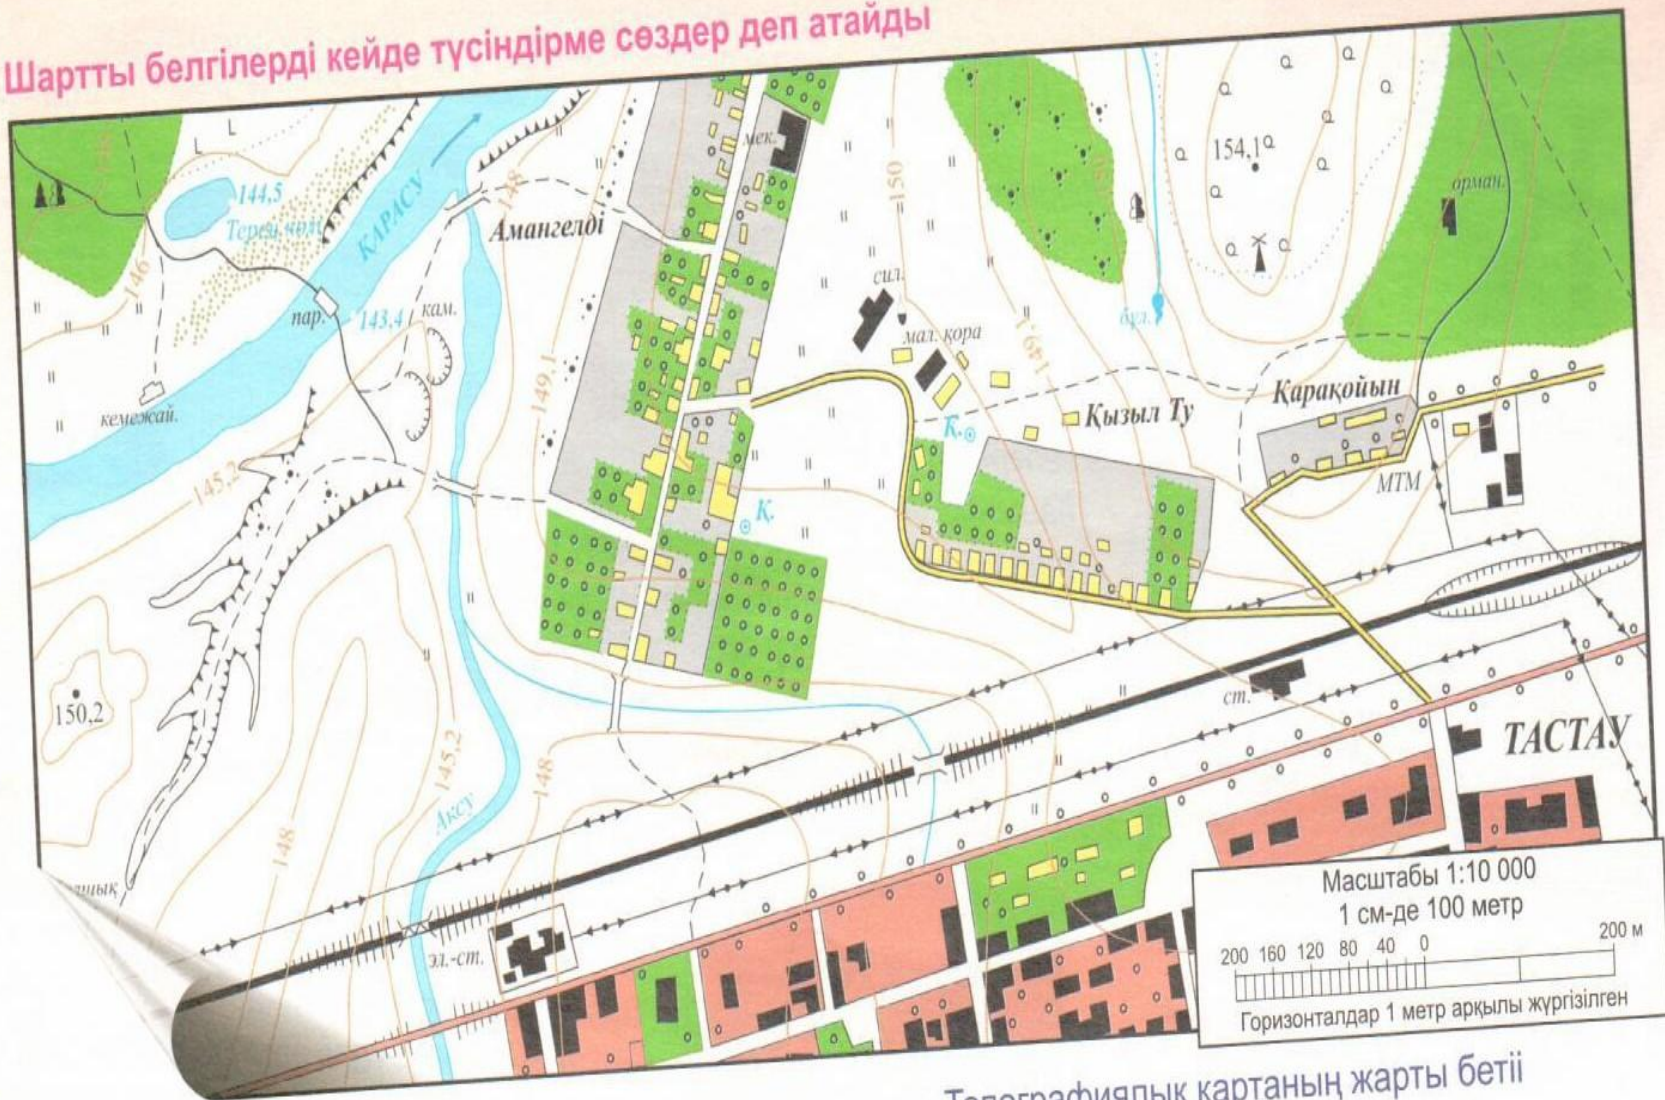 Шартты белгілерді кейде түсіндірме сөздер деп атайды
мек.
154,1
орман.
144,5
ҚАРАСУ
148
Амангелді
150
146
сил.
бұл.
пар.
143,4
кам.
мал. қора
149,1
149,1
Қарақойын
кемежай.
Қ.
Қызыл Ту
МТМ
145,2
Қ.
150,2
ст.
ТАСТАУ
145,2
148
Ақсу
148
эл.-ст.
Масштабы 1:10 000
1 см-де 100 метр
200 160 120 80 40 0 200 м
Горизонталдар 1 метр арқылы жүргізілген
Топографиялық картаның жарты бетіі